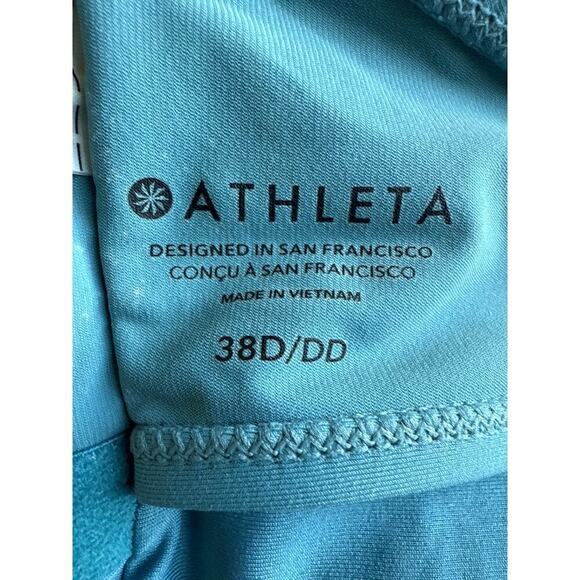 ATHLETA
DESIGNED IN SAN FRANCISCO
CONÇU À SAN FRANCISCO
MADE IN VIETNAM
38D/DD